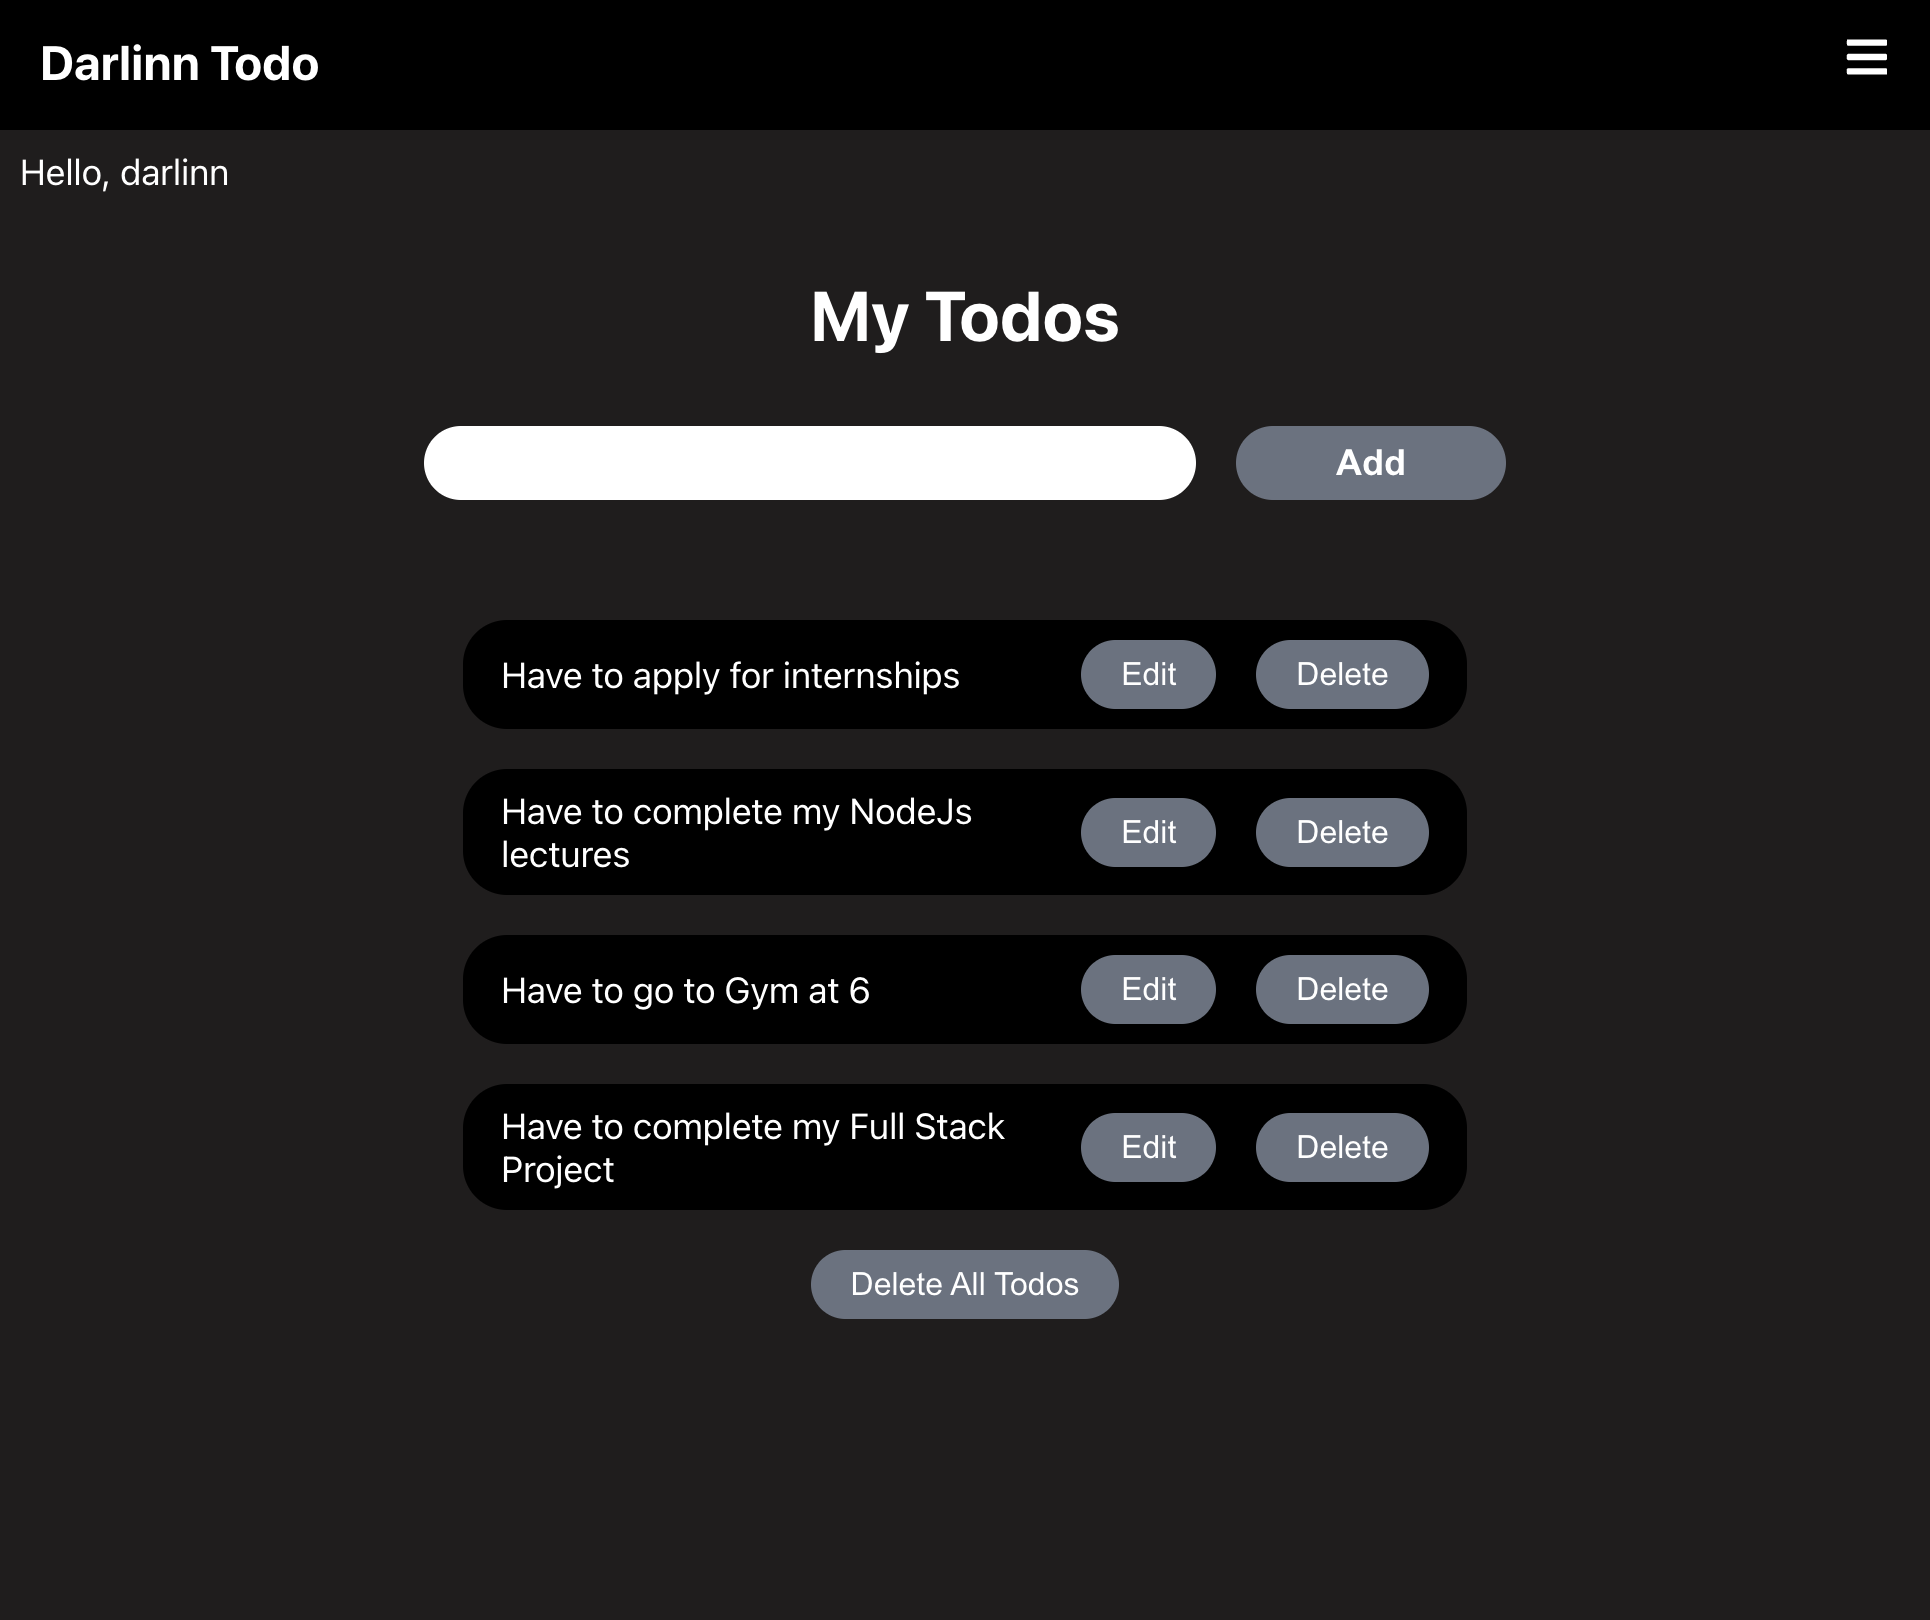 Darlinn Todo
Hello, darlinn
My Todos
Add
Have to apply for internships
Edit
Delete
Have to complete my NodeJs
lectures
Edit
Delete
Have to go to Gym at 6
Edit
Delete
Have to complete my Full Stack
Project
Edit
Delete
Delete All Todos